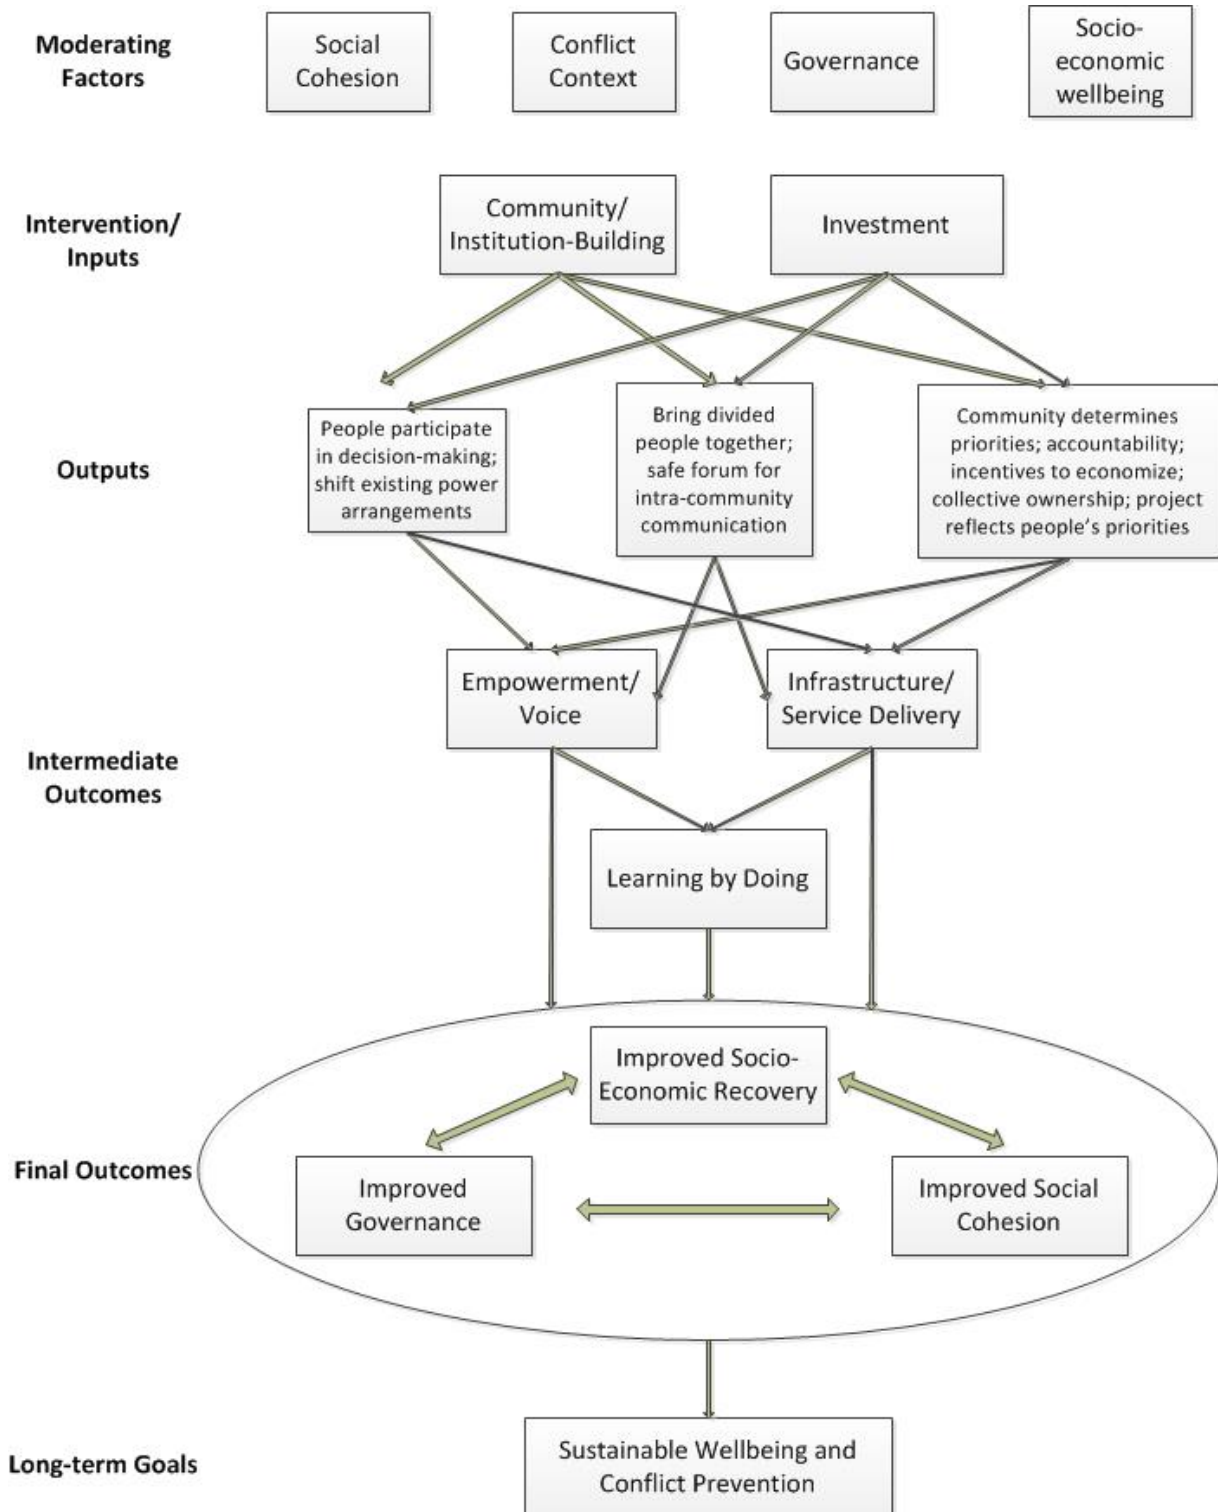 Moderating
Factors
Social
Cohesion
Conflict
Context
Governance
Socio-
economic
wellbeing
Intervention/
Inputs
Community/
Institution-Building
Investment
Outputs
People participate
in decision-making;
shift existing power
arrangements
Bring divided
people together;
safe forum for
intra-community
communication
Community determines
priorities; accountability;
incentives to economize;
collective ownership; project
reflects people’s priorities
Intermediate
Outcomes
Empowerment/
Voice
Infrastructure/
Service Delivery
Learning by Doing
Final Outcomes
Improved Socio-
Economic Recovery
Improved
Governance
Improved Social
Cohesion
Long-term Goals
Sustainable Wellbeing and
Conflict Prevention